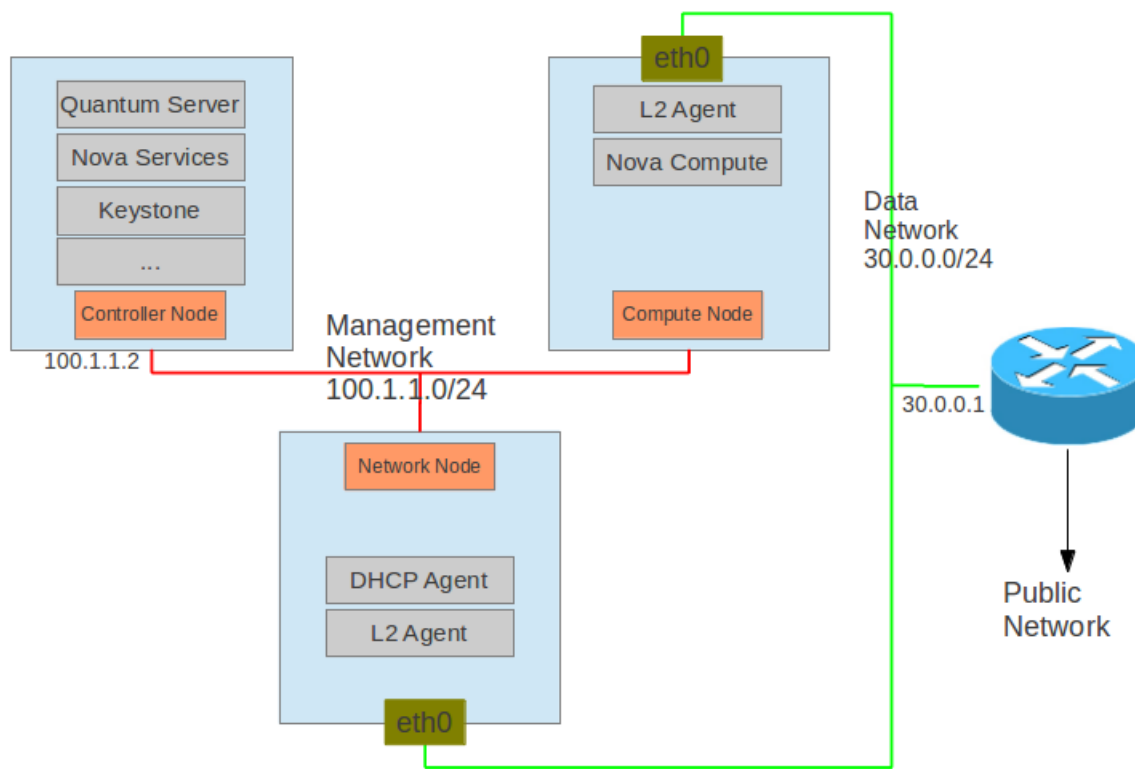 Quantum Server
Nova Services
Keystone
...
Controller Node
100.1.1.2
Management
Network
100.1.1.0/24
eth0
L2 Agent
Nova Compute
Compute Node
Data
Network
30.0.0.0/24
30.0.0.1
Public
Network
Network Node
DHCP Agent
L2 Agent
eth0